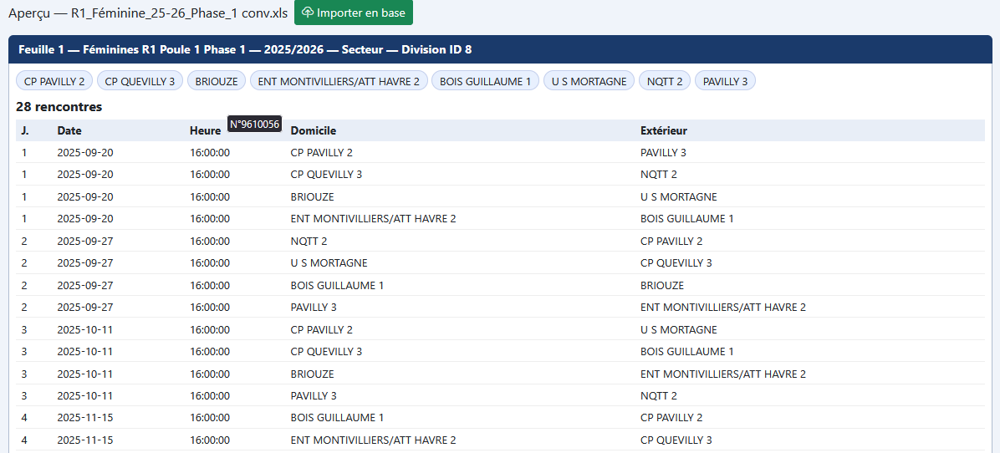 Aperçu — R1_Féminine_25-26_Phase_1 conv.xls Importer en base
Feuille 1 — Féminines R1 Poule 1 Phase 1 — 2025/2026 — Secteur — Division ID 8
CP PAVILLY 2 CP QUEVILLY 3 BRIOUZE ENT MONTIVILLIERS/ATT HAVRE 2 BOIS GUILLAUME 1 U S MORTAGNE NQTT 2 PAVILLY 3
28 rencontres
N°9610056
J. Date Heure Domicile Extérieur
1 2025-09-20 16:00:00 CP PAVILLY 2 PAVILLY 3
1 2025-09-20 16:00:00 CP QUEVILLY 3 NQTT 2
1 2025-09-20 16:00:00 BRIOUZE U S MORTAGNE
1 2025-09-20 16:00:00 ENT MONTIVILLIERS/ATT HAVRE 2 BOIS GUILLAUME 1
2 2025-09-27 16:00:00 NQTT 2 CP PAVILLY 2
2 2025-09-27 16:00:00 U S MORTAGNE CP QUEVILLY 3
2 2025-09-27 16:00:00 BOIS GUILLAUME 1 BRIOUZE
2 2025-09-27 16:00:00 PAVILLY 3 ENT MONTIVILLIERS/ATT HAVRE 2
3 2025-10-11 16:00:00 CP PAVILLY 2 U S MORTAGNE
3 2025-10-11 16:00:00 CP QUEVILLY 3 BOIS GUILLAUME 1
3 2025-10-11 16:00:00 BRIOUZE ENT MONTIVILLIERS/ATT HAVRE 2
3 2025-10-11 16:00:00 PAVILLY 3 NQTT 2
4 2025-11-15 16:00:00 BOIS GUILLAUME 1 CP PAVILLY 2
4 2025-11-15 16:00:00 ENT MONTIVILLIERS/ATT HAVRE 2 CP QUEVILLY 3